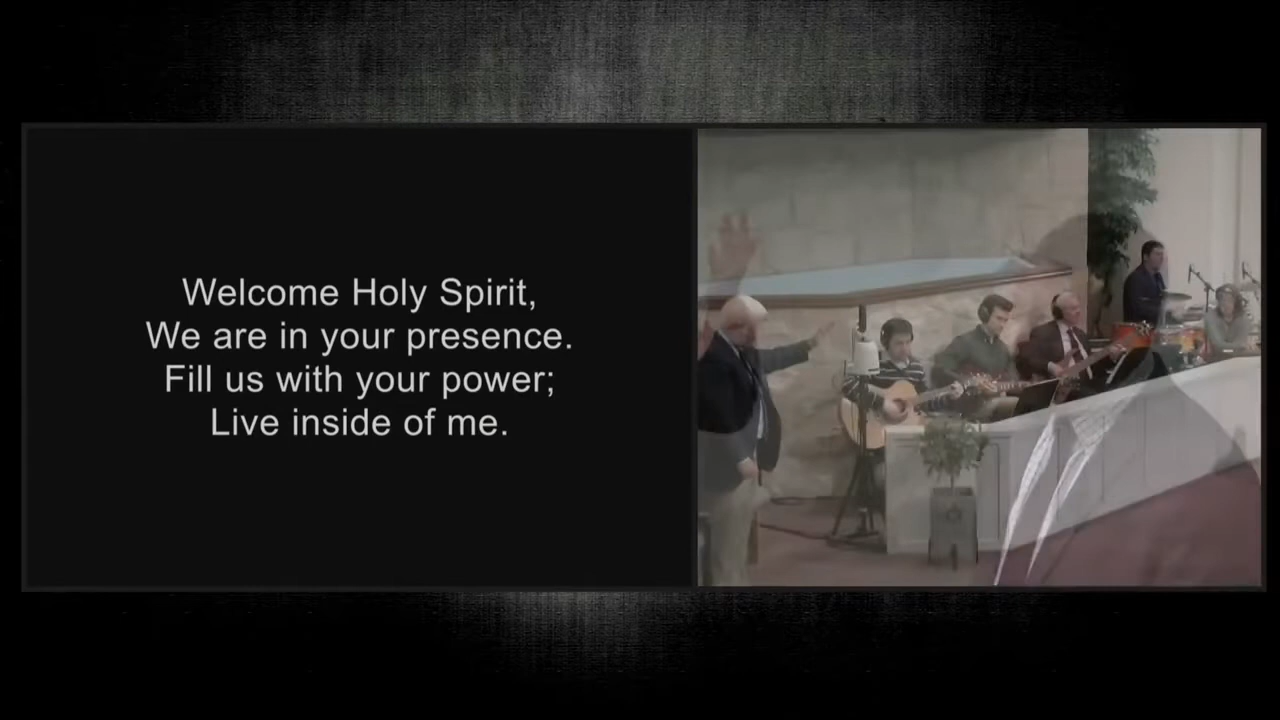 Welcome Holy Spirit,
We are in your presence.
Fill us with your power;
Live inside of me.